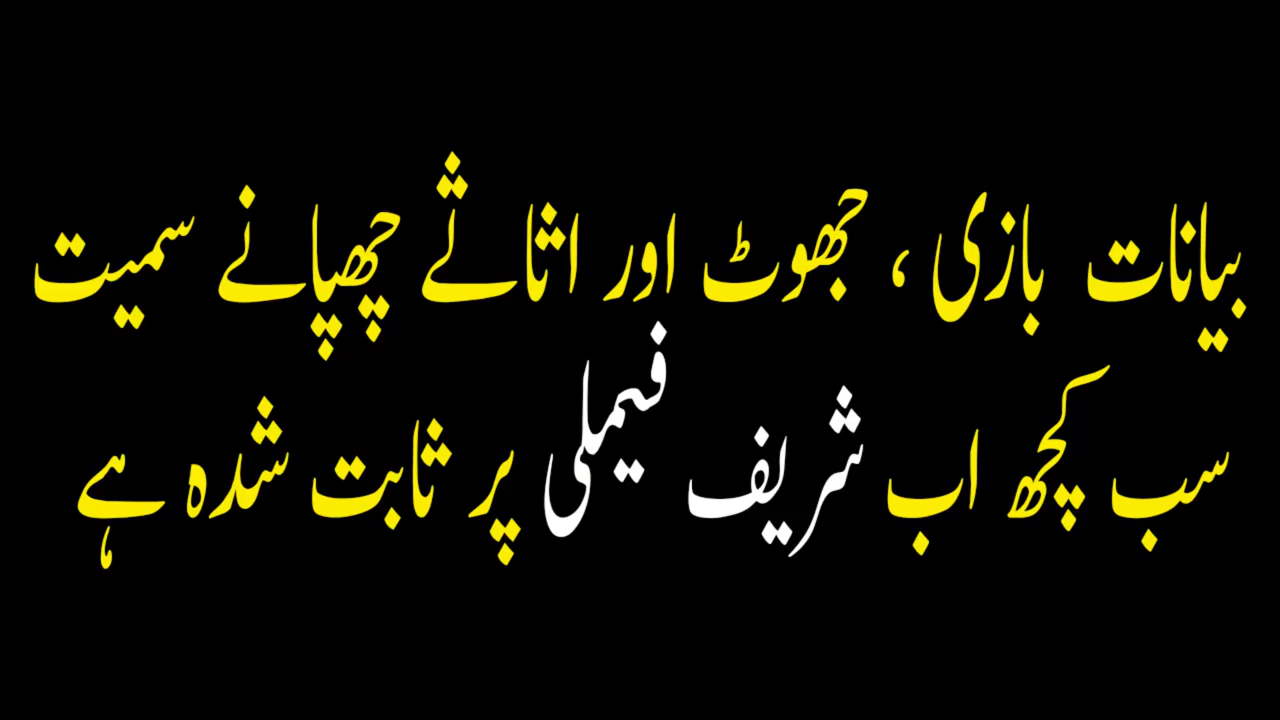 بیانات بازی ، جھوٹ اور اثاثے چھپانے سمیت
سب کچھ اب شریف فیملی پر ثابت شدہ ہے